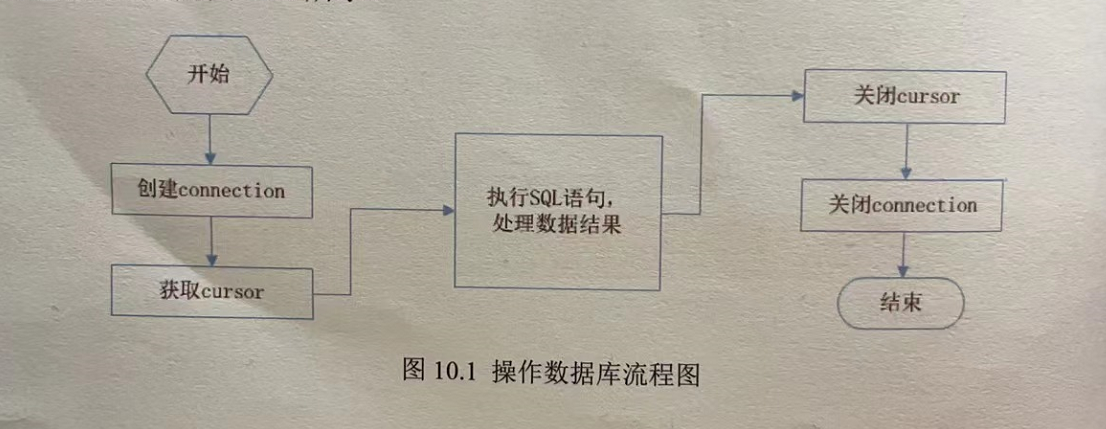 开始
创建connection
获取cursor
执行SQL语句，
处理数据结果
关闭cursor
关闭connection
结束
图 10.1 操作数据库流程图